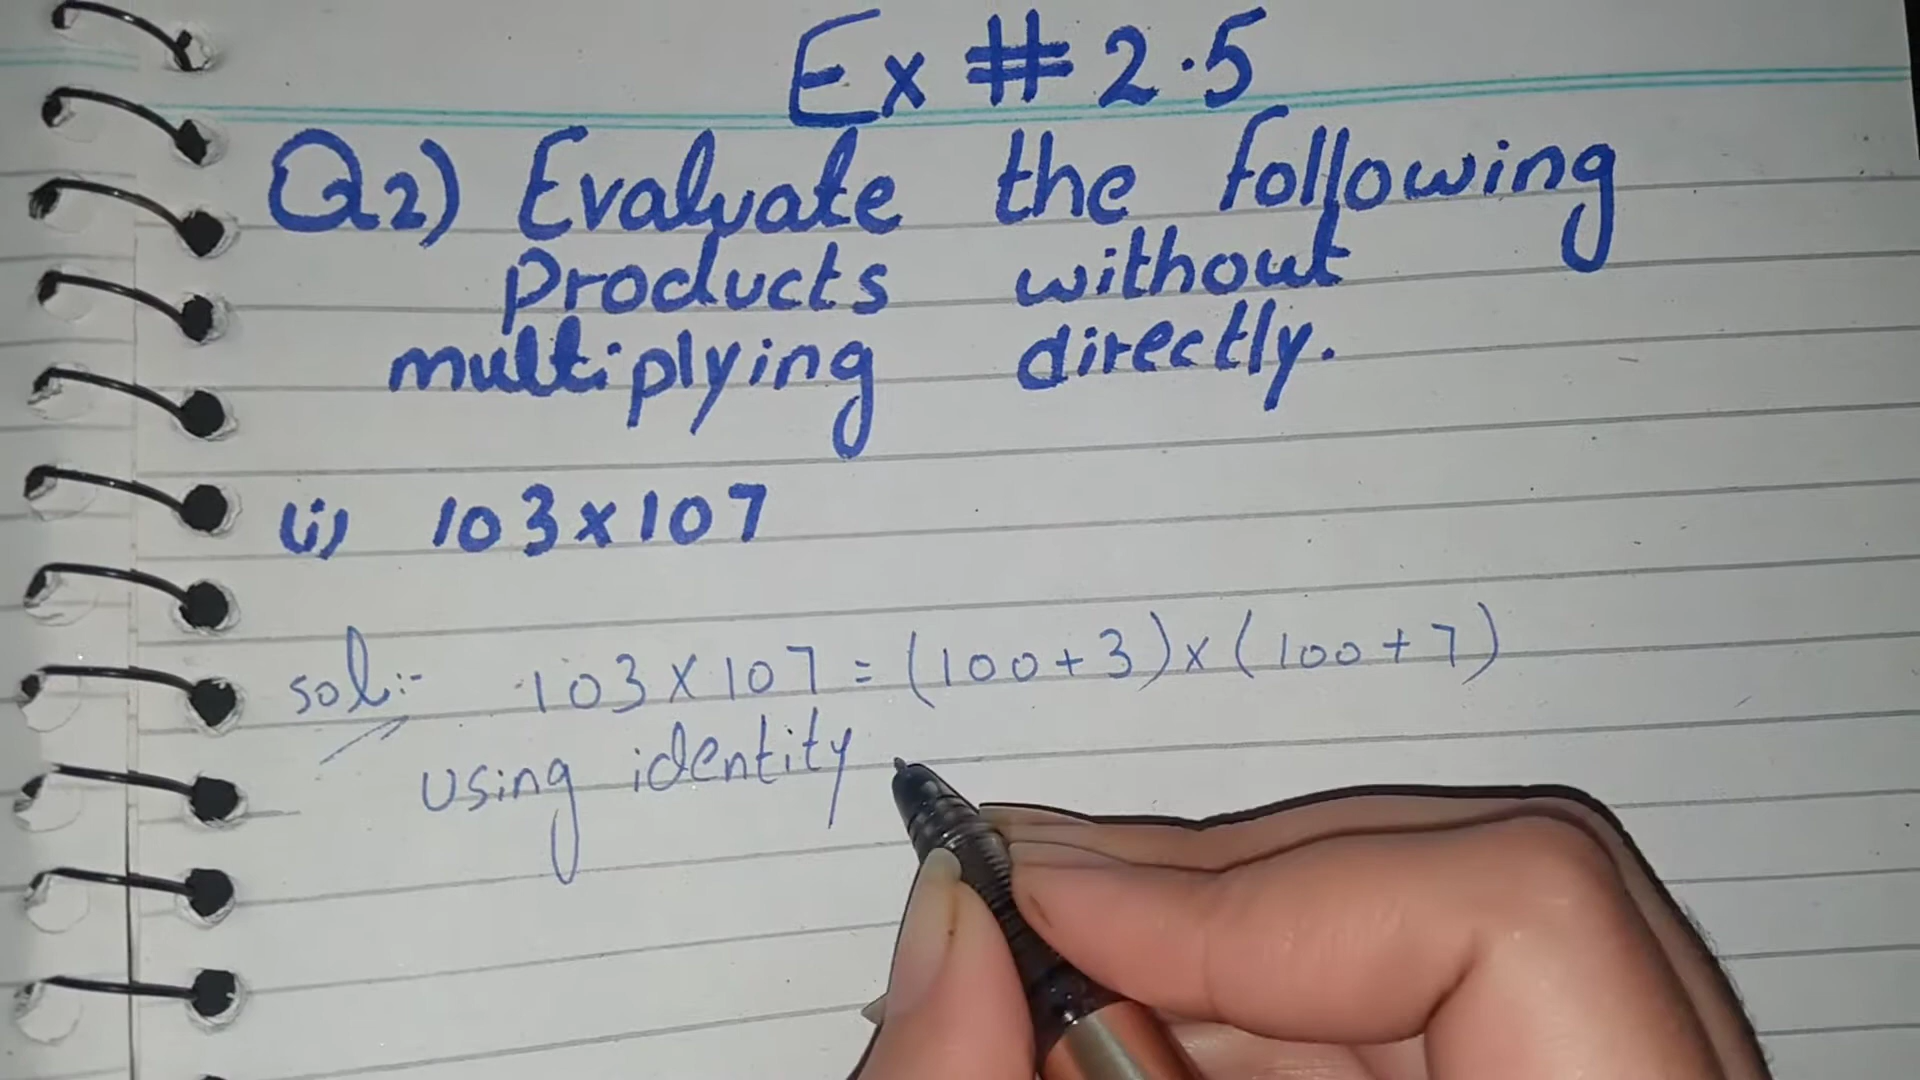 Ex # 2.5
Q2) Evaluate the following
products without
multiplying directly.
(i) 103×107
sol:- 103×107 = (100+3)×(100+7)
using identity